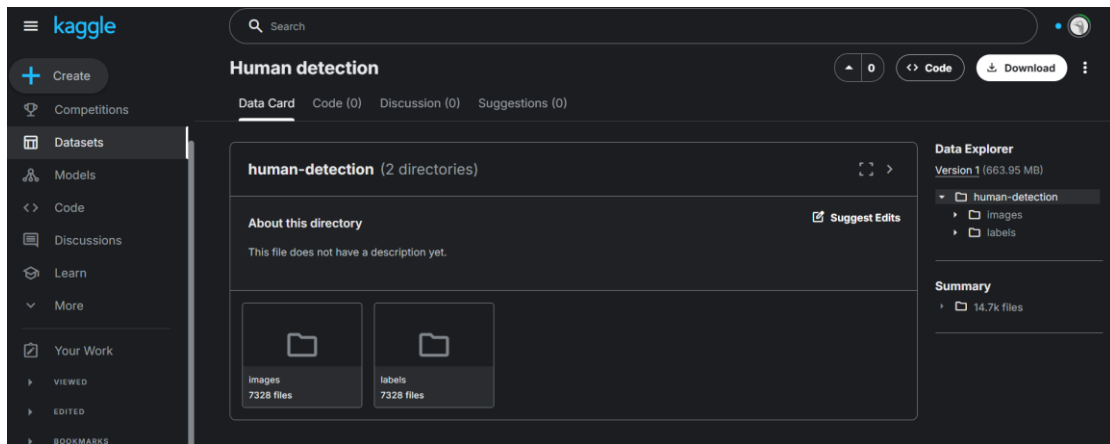 kaggle
Search
Create
Competitions
Datasets
Models
Code
Discussions
Learn
More
Your Work
VIEWED
EDITED
BOOKMARKS
Human detection
0
<> Code
Download
Data Card Code (0) Discussion (0) Suggestions (0)
human-detection (2 directories)
About this directory
Suggest Edits
This file does not have a description yet.
images
7328 files
labels
7328 files
Data Explorer
Version 1 (663.95 MB)
human-detection
images
labels
Summary
14.7k files